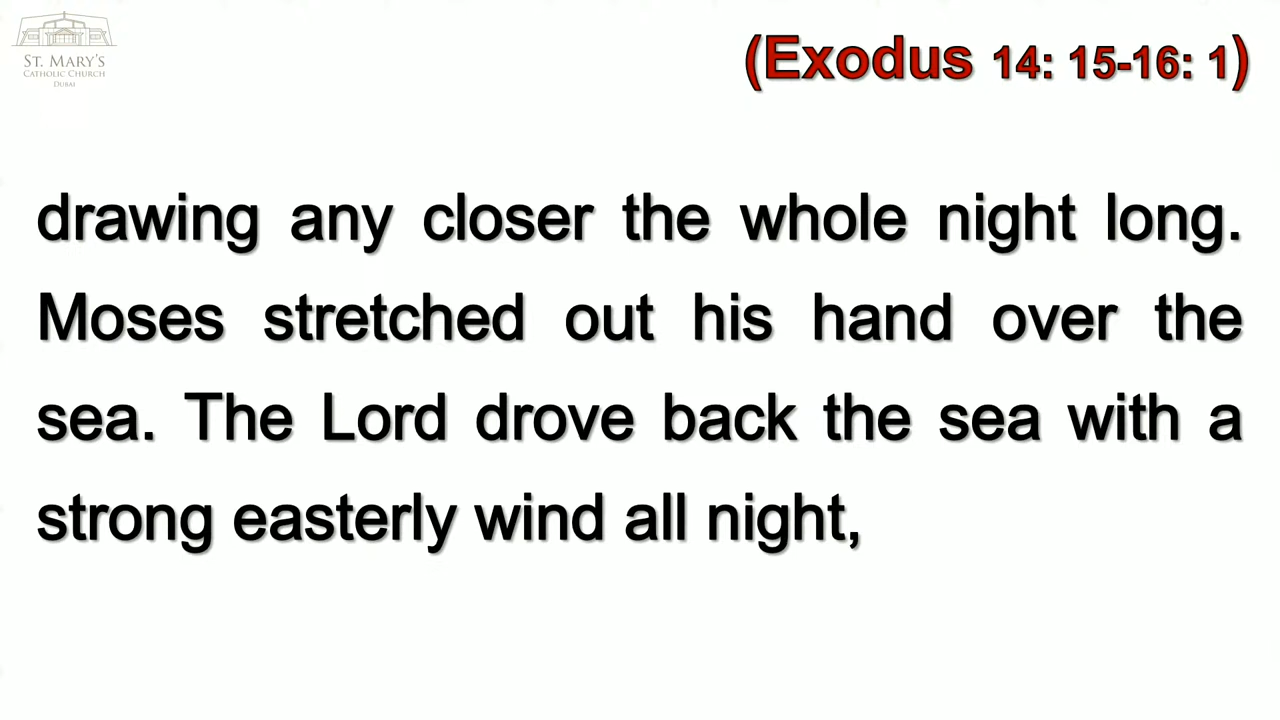 ST. MARY'S
CATHOLIC CHURCH
DUBAI
(Exodus 14: 15-16: 1)
drawing any closer the whole night long.
Moses stretched out his hand over the
sea. The Lord drove back the sea with a
strong easterly wind all night,